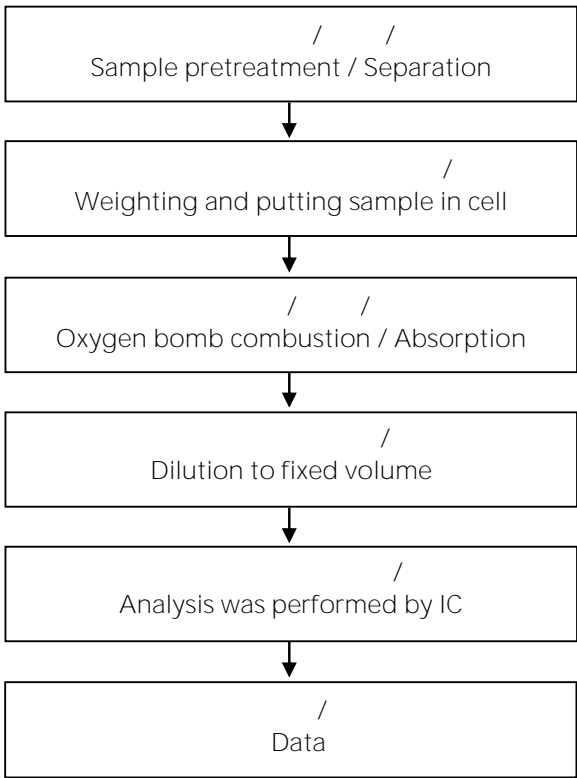 / /
Sample pretreatment / Separation
/
Weighting and putting sample in cell
/ /
Oxygen bomb combustion / Absorption
/
Dilution to fixed volume
/
Analysis was performed by IC
/
Data